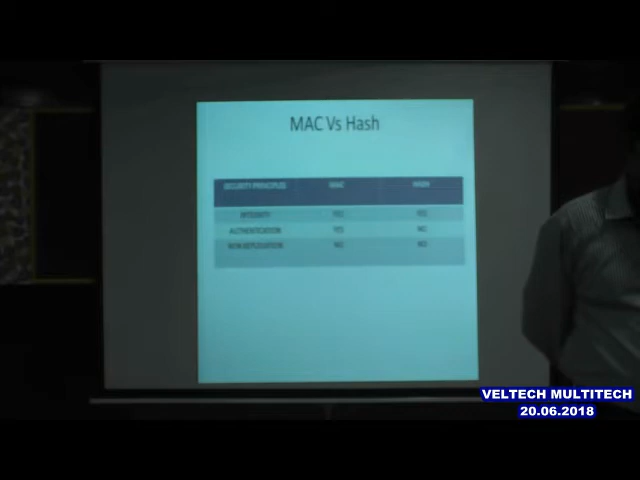 MAC Vs Hash
SECURITY PRINCIPLES MAC HASH
INTEGRITY YES YES
AUTHENTICATION YES NO
NON REPUDIATION NO NO
VELTECH MULTITECH
20.06.2018